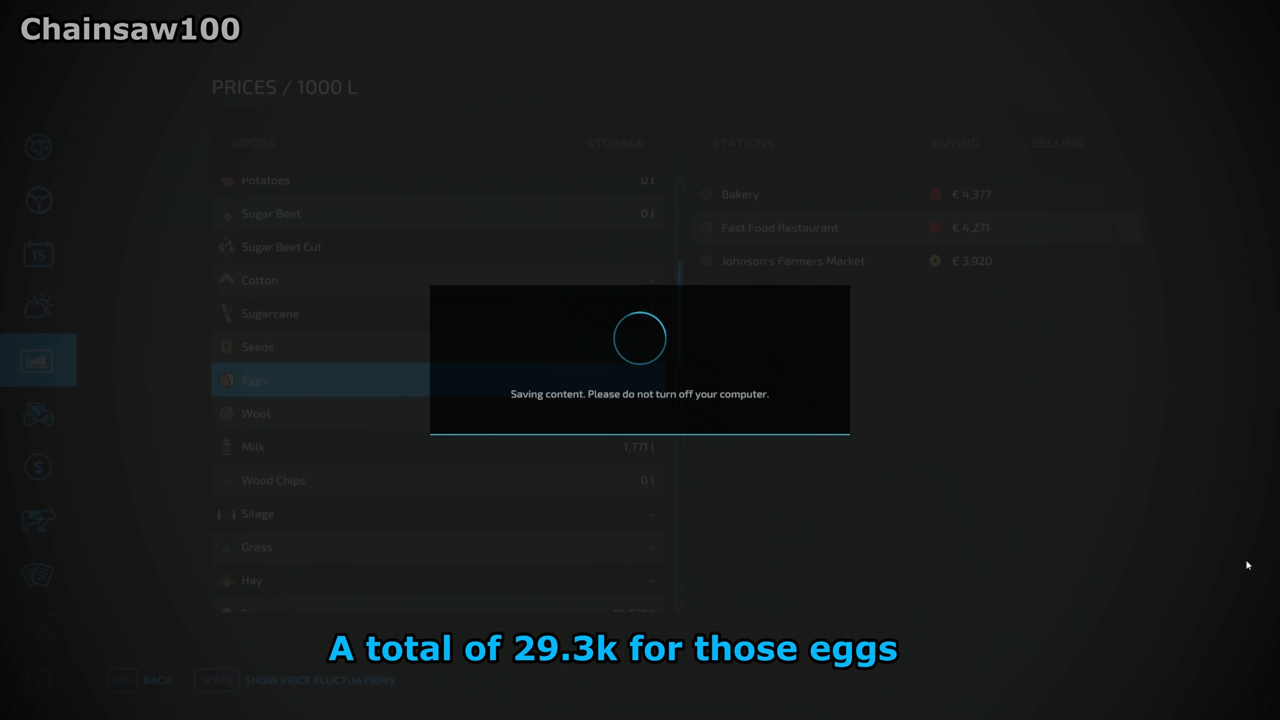 Chainsaw100
PRICES / 1000 L
GOODS STORAGE STATIONS BUYING SELLING
Potatoes 0 l
Sugar Beet 0 l
Sugar Beet Cut -
Cotton -
Sugarcane
Seeds
Eggs
Wool
Milk 1,771 l
Wood Chips 0 l
Silage -
Grass -
Hay -
Bakery € 4,377
Fast Food Restaurant € 4,271
Johnson's Farmers Market € 3,920
15
Saving content. Please do not turn off your computer.
A total of 29.3k for those eggs
ESC BACK SPACE SHOW PRICE FLUCTUATIONS